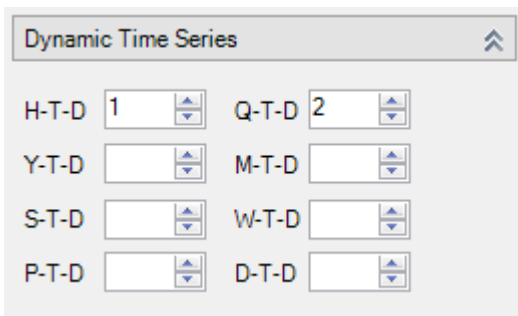 Dynamic Time Series
H-T-D 1 Q-T-D 2
Y-T-D M-T-D
S-T-D W-T-D
P-T-D D-T-D